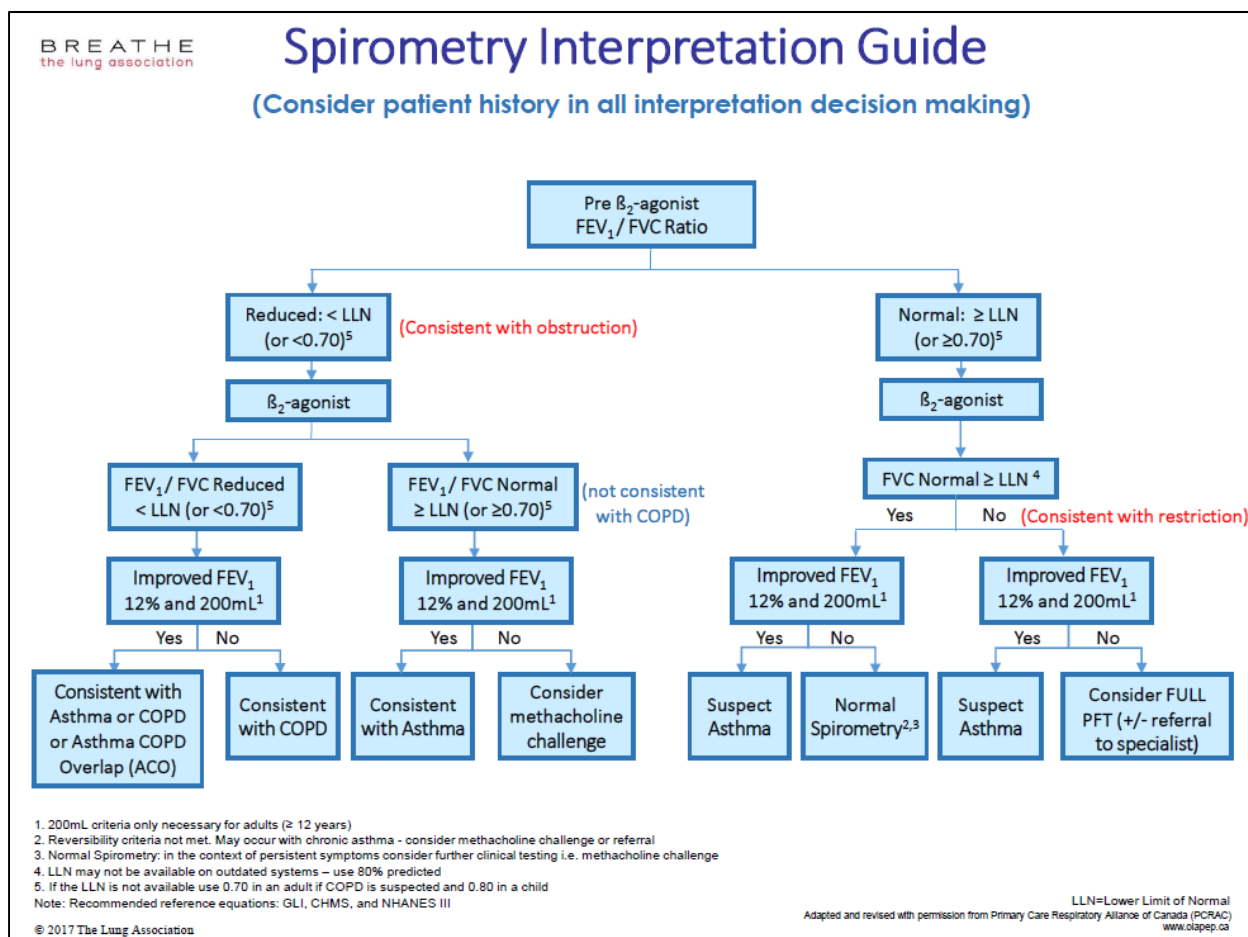 BREATHE
the lung association
Spirometry Interpretation Guide
(Consider patient history in all interpretation decision making)
Pre ß₂-agonist
FEV₁ / FVC Ratio
Reduced: < LLN
(or <0.70)⁵
(Consistent with obstruction)
Normal: ≥ LLN
(or ≥0.70)⁵
ß₂-agonist
ß₂-agonist
FEV₁ / FVC Reduced
< LLN (or <0.70)⁵
FEV₁ / FVC Normal
≥ LLN (or ≥0.70)⁵
(not consistent
with COPD)
FVC Normal ≥ LLN ⁴
Yes
No
(Consistent with restriction)
Improved FEV₁
12% and 200mL¹
Improved FEV₁
12% and 200mL¹
Improved FEV₁
12% and 200mL¹
Improved FEV₁
12% and 200mL¹
Yes
No
Yes
No
Yes
No
Yes
No
Consistent with
Asthma or COPD
or Asthma COPD
Overlap (ACO)
Consistent
with COPD
Consistent
with Asthma
Consider
methacholine
challenge
Suspect
Asthma
Normal
Spirometry²,³
Suspect
Asthma
Consider FULL
PFT (+/- referral
to specialist)
1. 200mL criteria only necessary for adults (≥ 12 years)
2. Reversibility criteria not met. May occur with chronic asthma - consider methacholine challenge or referral
3. Normal Spirometry: in the context of persistent symptoms consider further clinical testing i.e. methacholine challenge
4. LLN may not be available on outdated systems – use 80% predicted
5. If the LLN is not available use 0.70 in an adult if COPD is suspected and 0.80 in a child
Note: Recommended reference equations: GLI, CHMS, and NHANES III
© 2017 The Lung Association
LLN=Lower Limit of Normal
Adapted and revised with permission from Primary Care Respiratory Alliance of Canada (PCRAC)
www.olapep.ca